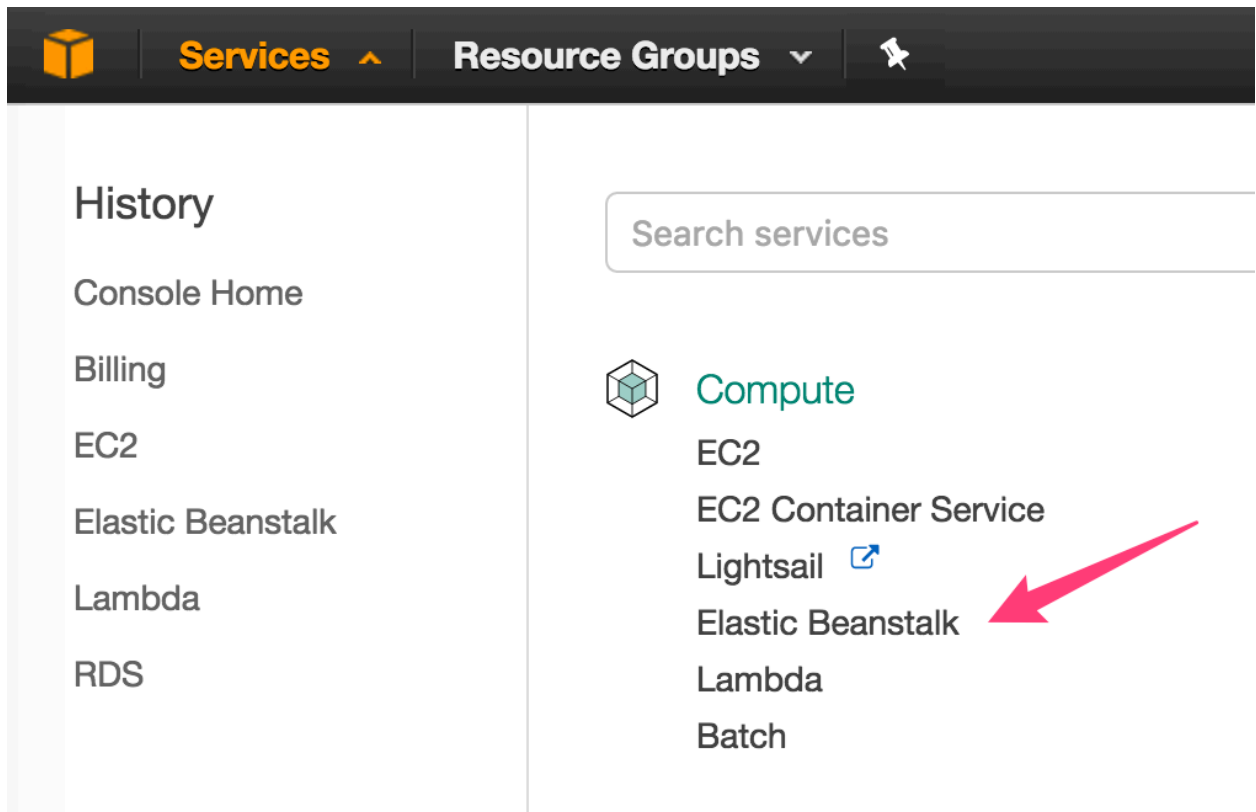 Services Resource Groups
History
Console Home
Billing
EC2
Elastic Beanstalk
Lambda
RDS
Search services
Compute
EC2
EC2 Container Service
Lightsail
Elastic Beanstalk
Lambda
Batch